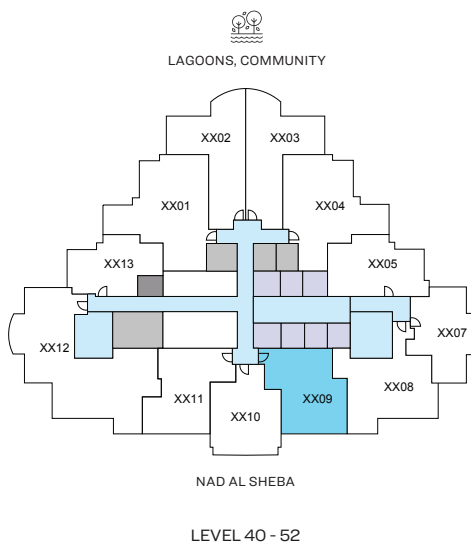 LAGOONS, COMMUNITY
XX02
XX03
XX01
XX04
XX13
XX05
XX12
XX07
XX08
XX11
XX09
XX10
NAD AL SHEBA
LEVEL 40 - 52